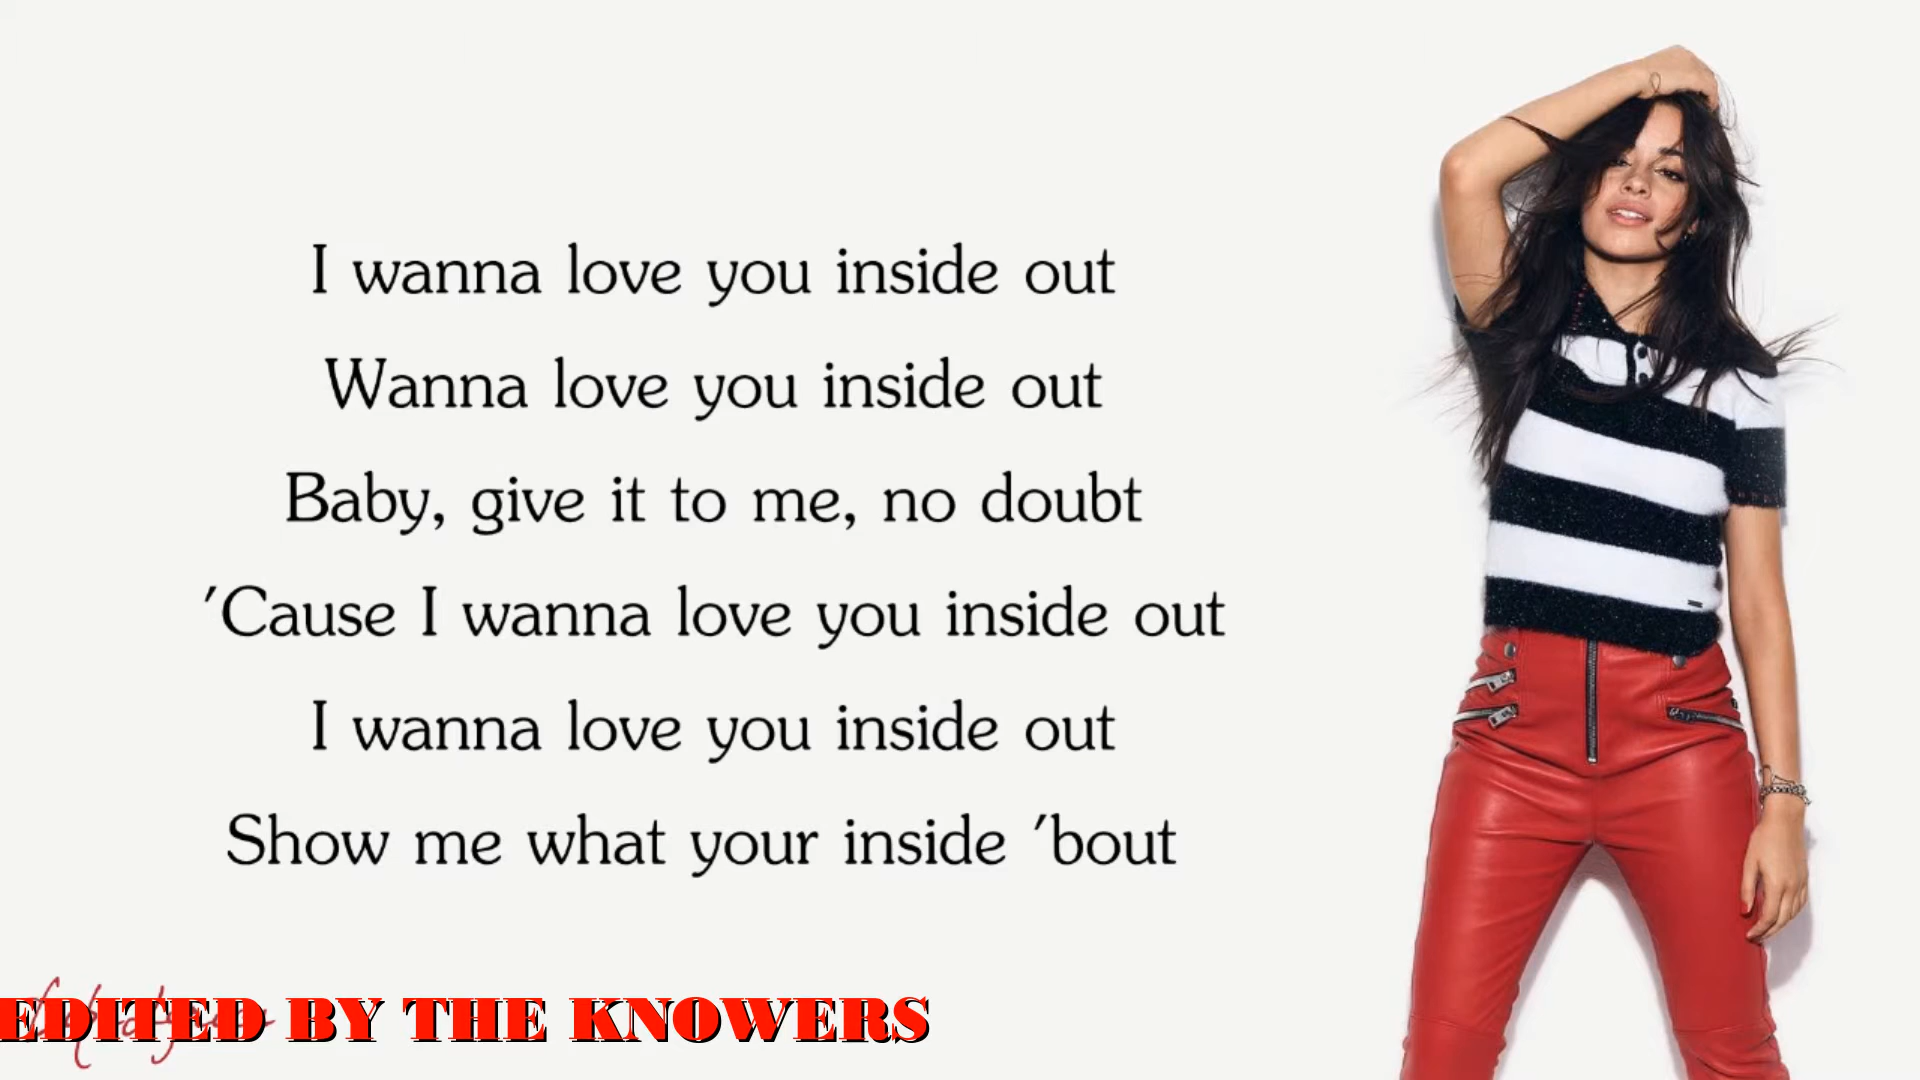 I wanna love you inside out
Wanna love you inside out
Baby, give it to me, no doubt
'Cause I wanna love you inside out
I wanna love you inside out
Show me what your inside 'bout
EDITED BY THE KNOWERS